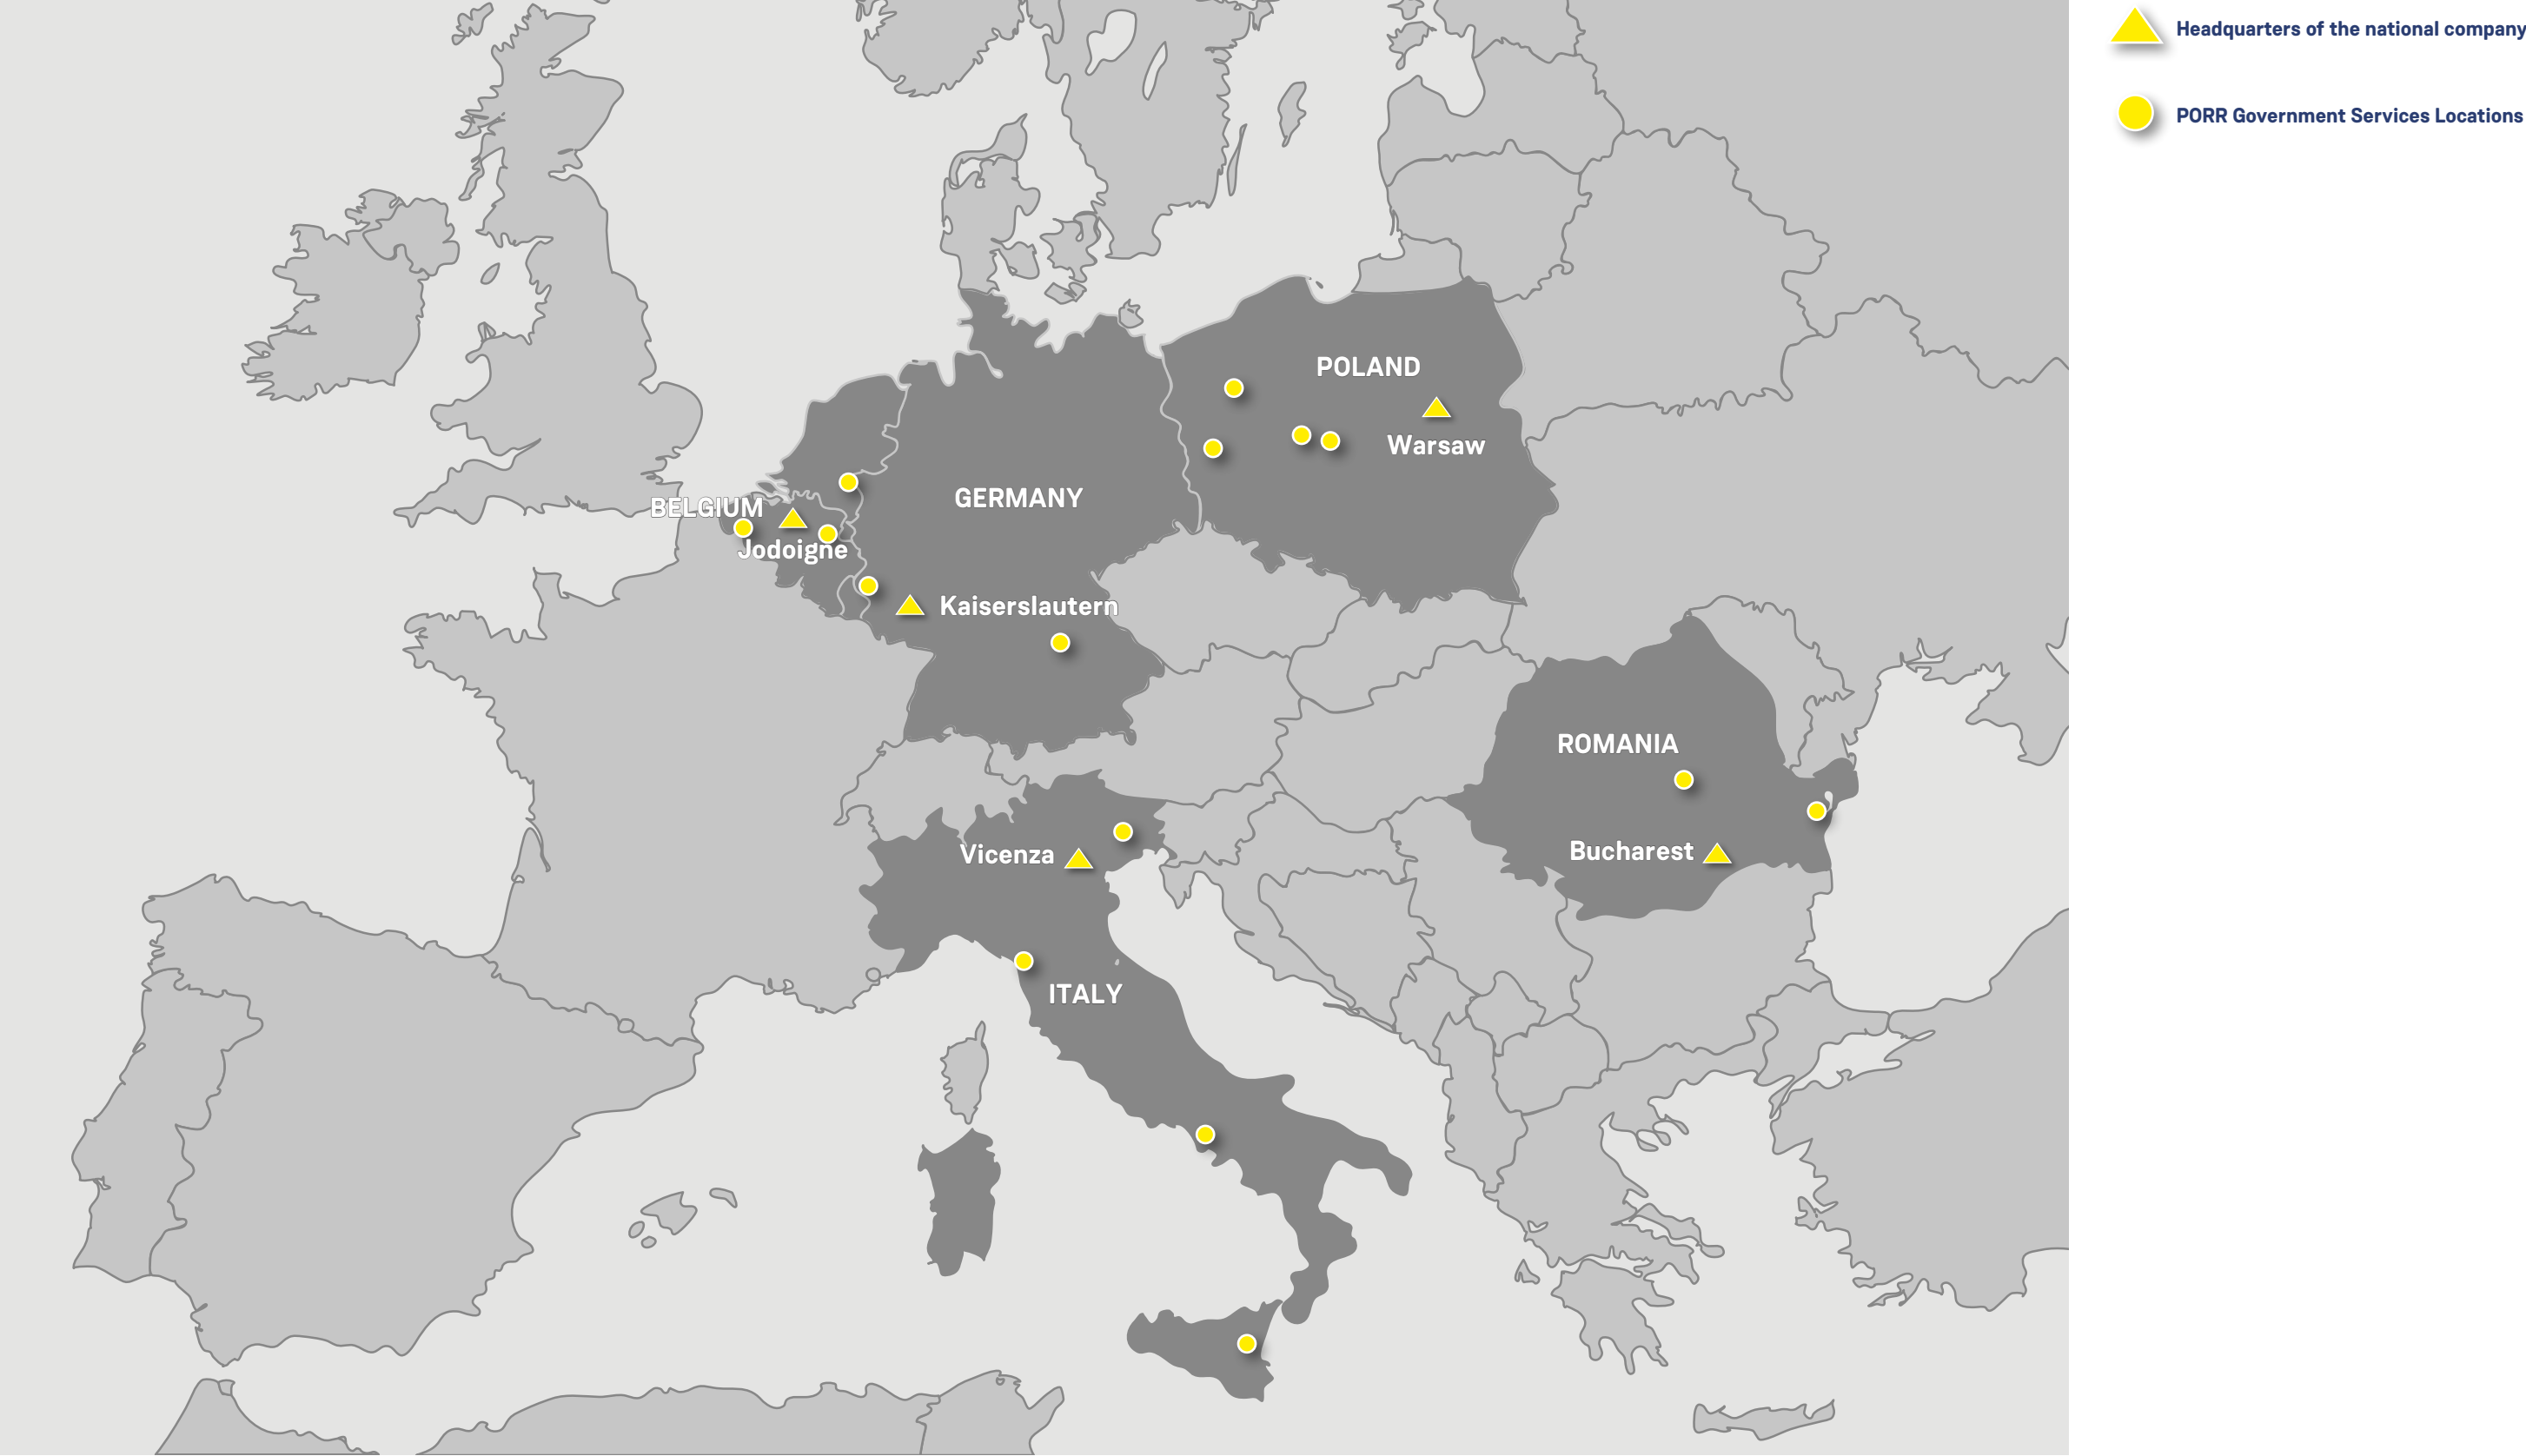 Headquarters of the national company
PORR Government Services Locations
POLAND
Warsaw
GERMANY
BELGIUM
Jodoigne
Kaiserslautern
ROMANIA
Bucharest
Vicenza
ITALY